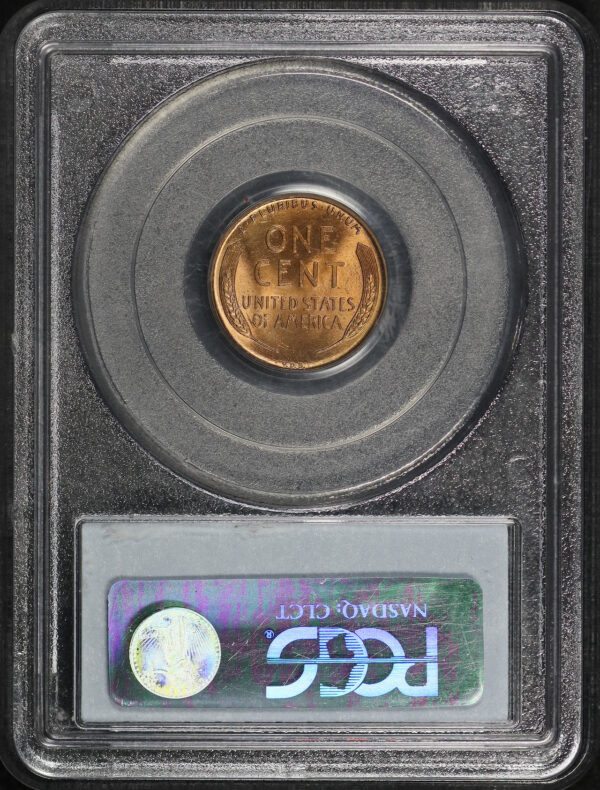 E PLURIBUS UNUM
ONE
CENT
UNITED STATES
OF AMERICA
V.D.B.
NASDAQ: CLCT
PCGS®